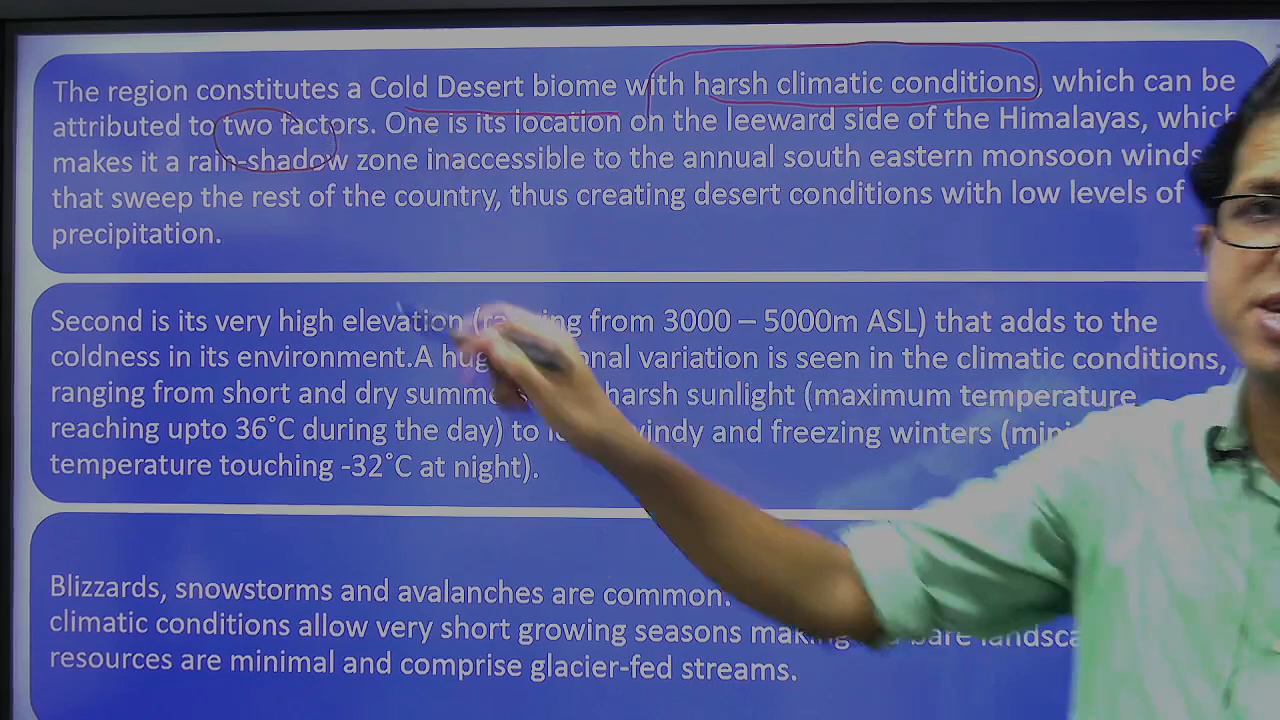 The region constitutes a Cold Desert biome with harsh climatic conditions, which can be
attributed to two factors. One is its location on the leeward side of the Himalayas, which
makes it a rain-shadow zone inaccessible to the annual south eastern monsoon winds
that sweep the rest of the country, thus creating desert conditions with low levels of
precipitation.
Second is its very high elevation from 3000 – 5000m ASL) that adds to the
coldness in its environment.A variation is seen in the climatic conditions,
ranging from short and dry harsh sunlight (maximum temperature
reaching upto 36°C during the day) to windy and freezing winters
temperature touching -32°C at night).
Blizzards, snowstorms and avalanches are common.
climatic conditions allow very short growing seasons bare
resources are minimal and comprise glacier-fed streams.